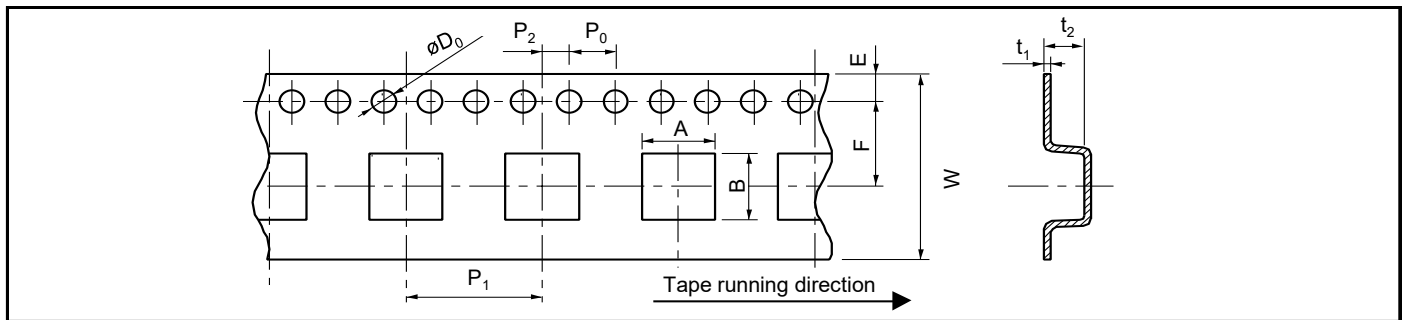 øD₀
P₂
P₀
E
t₁
t₂
A
B
F
W
P₁
Tape running direction